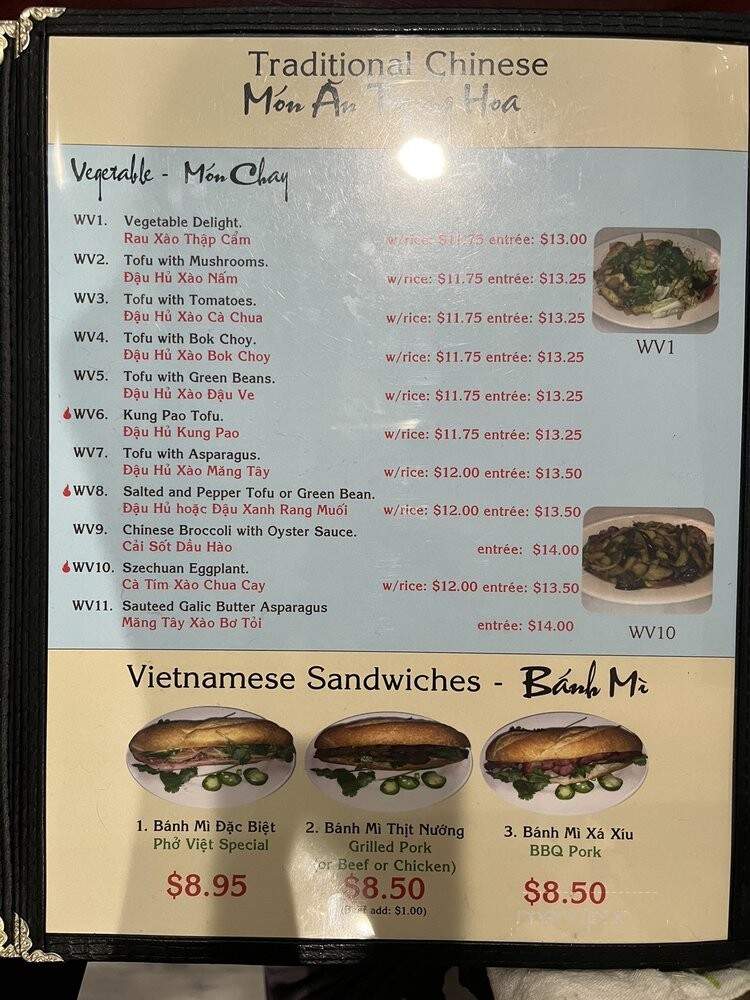 Traditional Chinese
Món Ăn Hoa
Vegetable - Món Chay
WV1. Vegetable Delight.
Rau Xào Thập Cẩm w/rice: $11.75 entrée: $13.00
WV2. Tofu with Mushrooms.
Đậu Hủ Xào Nấm w/rice: $11.75 entrée: $13.25
WV3. Tofu with Tomatoes.
Đậu Hủ Xào Cà Chua w/rice: $11.75 entrée: $13.25
WV4. Tofu with Bok Choy.
Đậu Hủ Xào Bok Choy w/rice: $11.75 entrée: $13.25
WV5. Tofu with Green Beans.
Đậu Hủ Xào Đậu Ve w/rice: $11.75 entrée: $13.25
WV6. Kung Pao Tofu.
Đậu Hủ Kung Pao w/rice: $11.75 entrée: $13.25
WV7. Tofu with Asparagus.
Đậu Hủ Xào Măng Tây w/rice: $12.00 entrée: $13.50
WV8. Salted and Pepper Tofu or Green Bean.
Đậu Hủ hoặc Đậu Xanh Rang Muối w/rice: $12.00 entrée: $13.50
WV9. Chinese Broccoli with Oyster Sauce.
Cải Sốt Dầu Hào entrée: $14.00
WV10. Szechuan Eggplant.
Cà Tím Xào Chua Cay w/rice: $12.00 entrée: $13.50
WV11. Sauteed Galic Butter Asparagus
Măng Tây Xào Bơ Tỏi entrée: $14.00
WV1
WV10
Vietnamese Sandwiches - Bánh Mì
1. Bánh Mì Đặc Biệt
Phở Việt Special
$8.95
2. Bánh Mì Thịt Nướng
Grilled Pork
(or Beef or Chicken)
$8.50
(Beef add: $1.00)
3. Bánh Mì Xá Xíu
BBQ Pork
$8.50